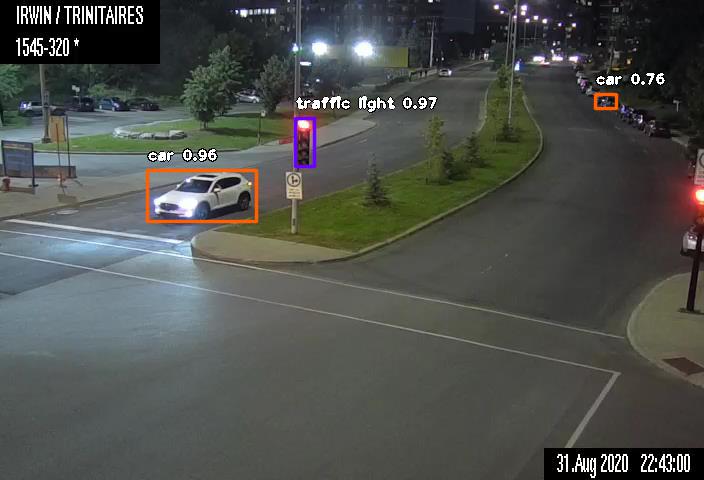 IRWIN / TRINITAIRES
1545-320 *
car 0.76
traffic light 0.97
car 0.96
31.Aug 2020 22:43:00